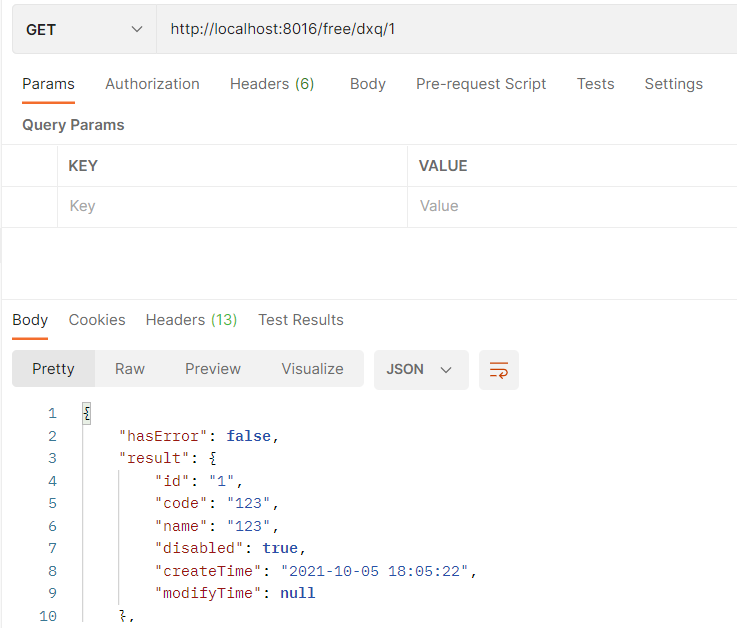 GET http://localhost:8016/free/dxq/1
Params Authorization Headers (6) Body Pre-request Script Tests Settings
Query Params
KEY VALUE
Key Value
Body Cookies Headers (13) Test Results
Pretty Raw Preview Visualize JSON
1 {
2 "hasError": false,
3 "result": {
4 "id": "1",
5 "code": "123",
6 "name": "123",
7 "disabled": true,
8 "createTime": "2021-10-05 18:05:22",
9 "modifyTime": null
10 },